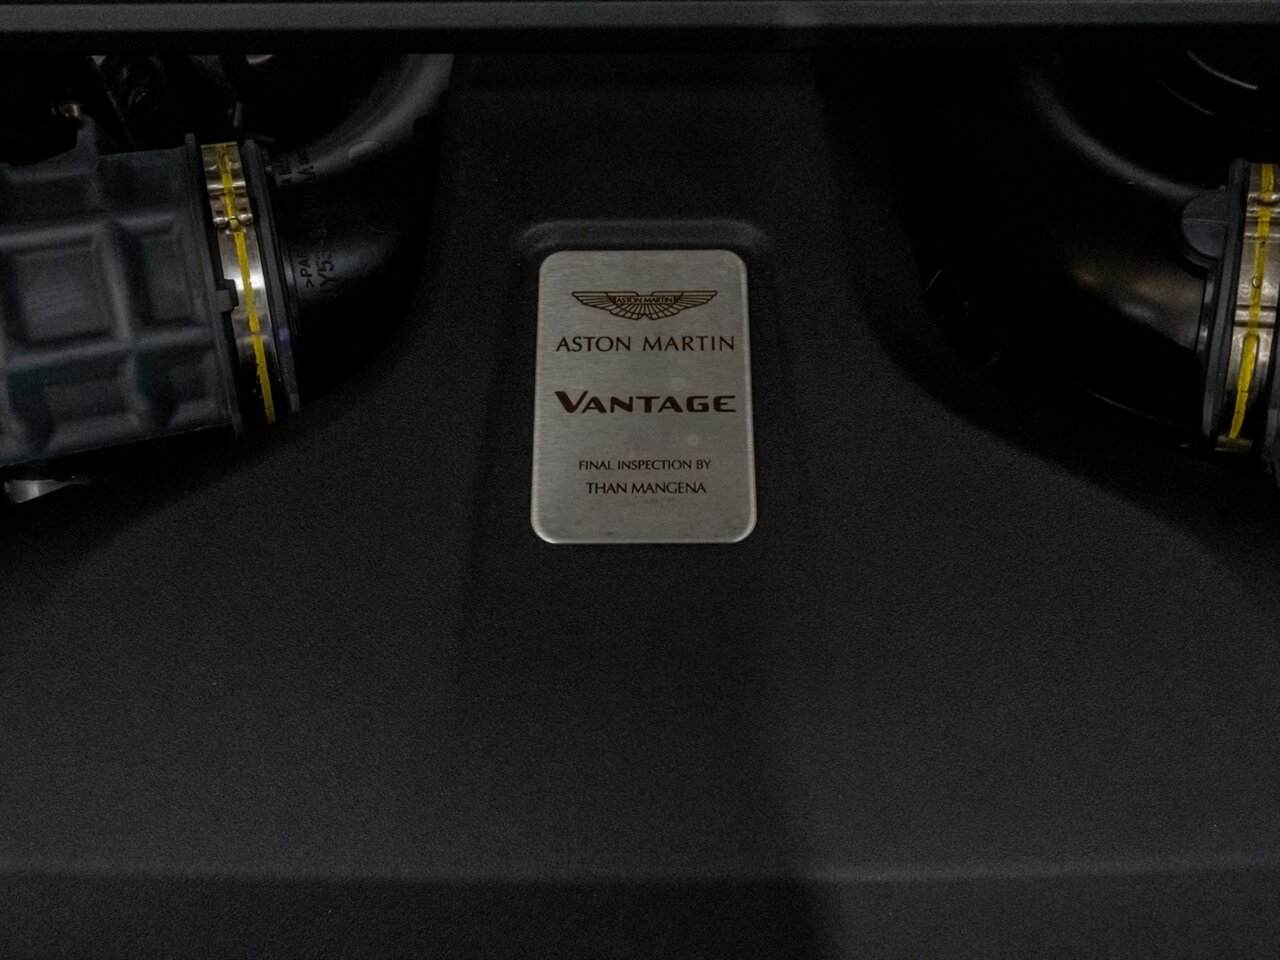 ASTON MARTIN
ASTON MARTIN
VANTAGE
FINAL INSPECTION BY
THAN MANGENA